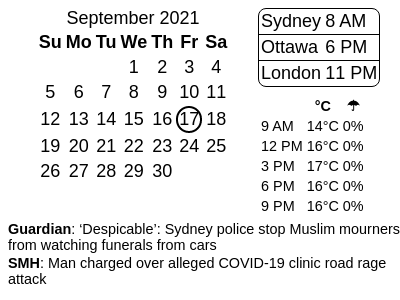 September 2021
Su Mo Tu We Th Fr Sa
1 2 3 4
5 6 7 8 9 10 11
12 13 14 15 16 17 18
19 20 21 22 23 24 25
26 27 28 29 30
Sydney 8 AM
Ottawa 6 PM
London 11 PM
°C ☂
9 AM 14°C 0%
12 PM 16°C 0%
3 PM 17°C 0%
6 PM 16°C 0%
9 PM 16°C 0%
Guardian: ‘Despicable’: Sydney police stop Muslim mourners
from watching funerals from cars
SMH: Man charged over alleged COVID-19 clinic road rage
attack